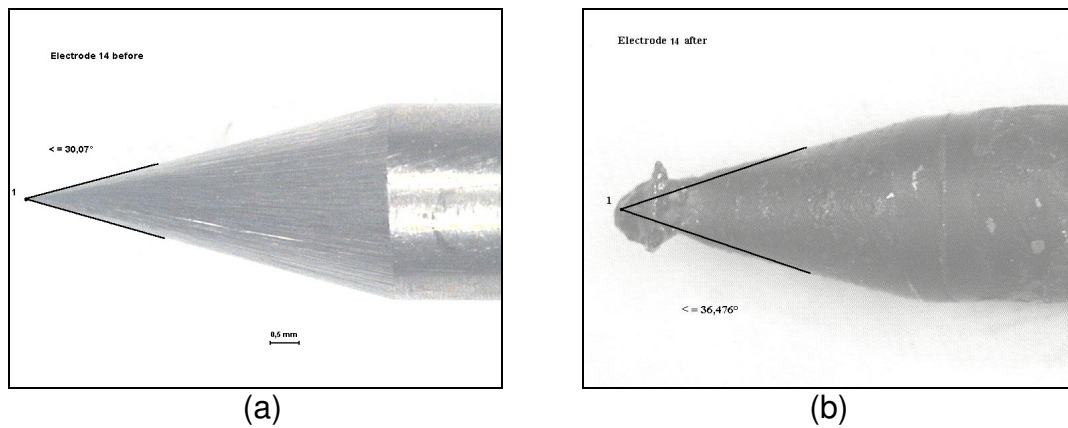 Electrode 14 before
< = 30,07°
1
0,5 mm
(a)
Electrode 14 after
1
< = 36,476°
(b)